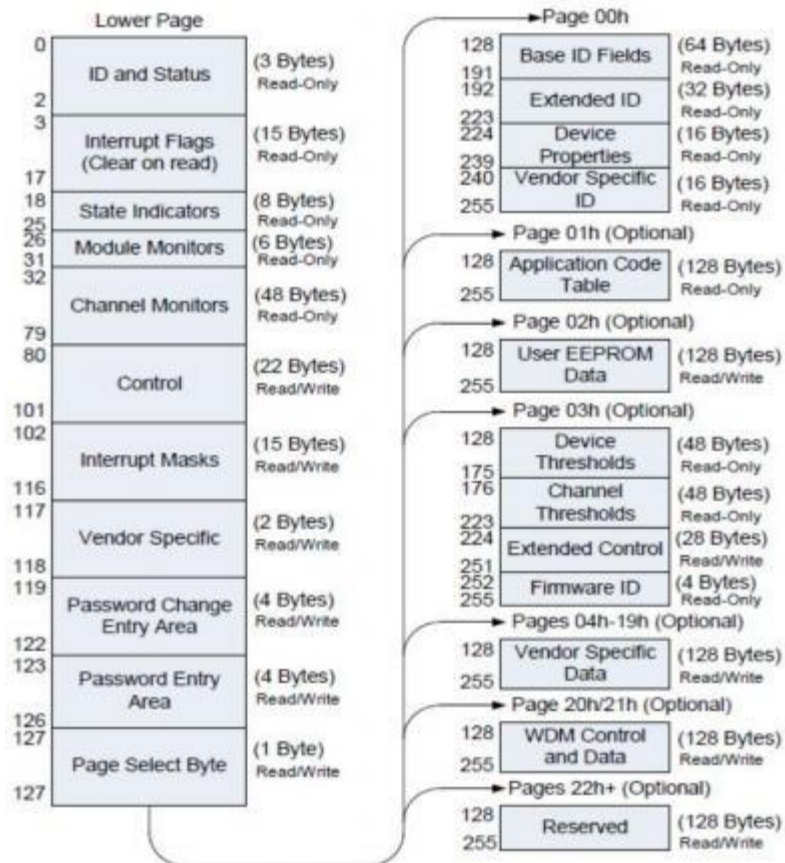 Lower Page
0
ID and Status
(3 Bytes)
Read-Only
2
3
Interrupt Flags
(Clear on read)
(15 Bytes)
Read-Only
17
18
State Indicators
(8 Bytes)
Read-Only
25
26
Module Monitors
(6 Bytes)
Read-Only
31
32
Channel Monitors
(48 Bytes)
Read-Only
79
80
Control
(22 Bytes)
Read/Write
101
102
Interrupt Masks
(15 Bytes)
Read/Write
116
117
Vendor Specific
(2 Bytes)
Read/Write
118
119
Password Change
Entry Area
(4 Bytes)
Read/Write
122
123
Password Entry
Area
(4 Bytes)
Read/Write
126
127
Page Select Byte
(1 Byte)
Read/Write
127
Page 00h
128
Base ID Fields
(64 Bytes)
Read-Only
191
192
Extended ID
(32 Bytes)
Read-Only
223
224
Device
Properties
(16 Bytes)
Read-Only
239
240
Vendor Specific
ID
(16 Bytes)
Read-Only
255
Page 01h (Optional)
128
Application Code
Table
(128 Bytes)
Read-Only
255
Page 02h (Optional)
128
User EEPROM
Data
(128 Bytes)
Read/Write
255
Page 03h (Optional)
128
Device
Thresholds
(48 Bytes)
Read-Only
175
176
Channel
Thresholds
(48 Bytes)
Read-Only
223
224
Extended Control
(28 Bytes)
Read/Write
251
252
Firmware ID
(4 Bytes)
Read-Only
255
Pages 04h-19h (Optional)
128
Vendor Specific
Data
(128 Bytes)
Read/Write
255
Page 20h/21h (Optional)
128
WDM Control
and Data
(128 Bytes)
Read/Write
255
Pages 22h+ (Optional)
128
Reserved
(128 Bytes)
Read/Write
255